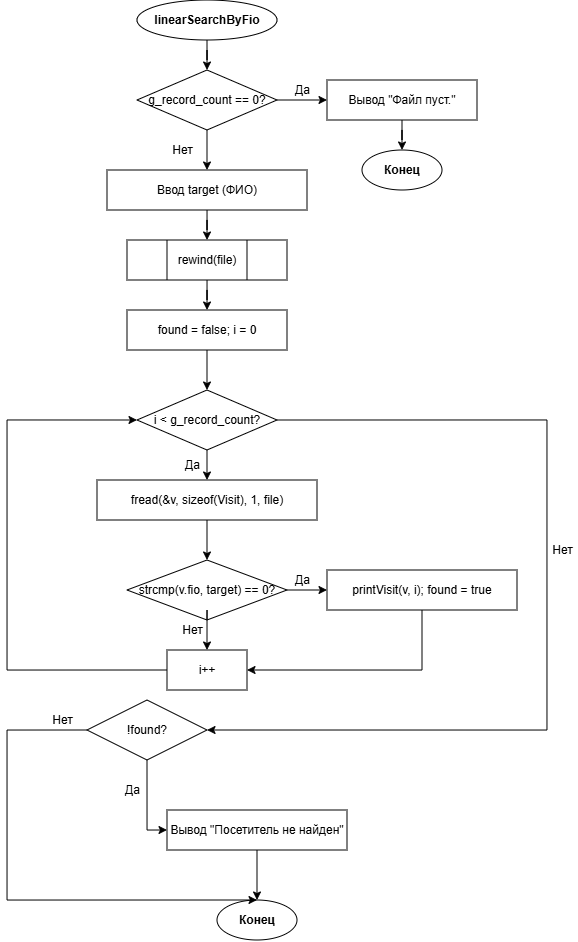 linearSearchByFio
g_record_count == 0?
Да
Вывод "Файл пуст."
Нет
Конец
Ввод target (ФИО)
rewind(file)
found = false; i = 0
i < g_record_count?
Да
fread(&v, sizeof(Visit), 1, file)
Нет
strcmp(v.fio, target) == 0?
Да
printVisit(v, i); found = true
Нет
i++
Нет
!found?
Да
Вывод "Посетитель не найден"
Конец